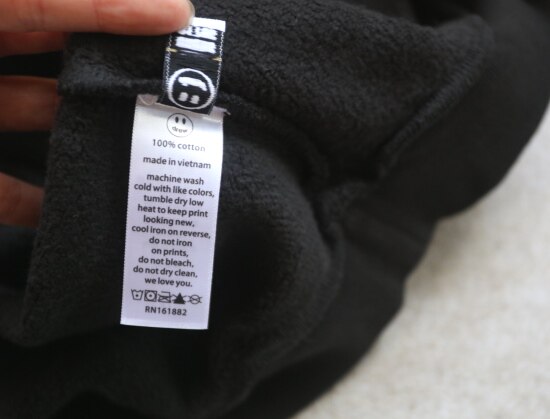 100% cotton
made in vietnam
machine wash
cold with like colors,
tumble dry low
heat to keep print
looking new,
cool iron on reverse,
do not iron
on prints,
do not bleach,
do not dry clean,
we love you.
RN161882